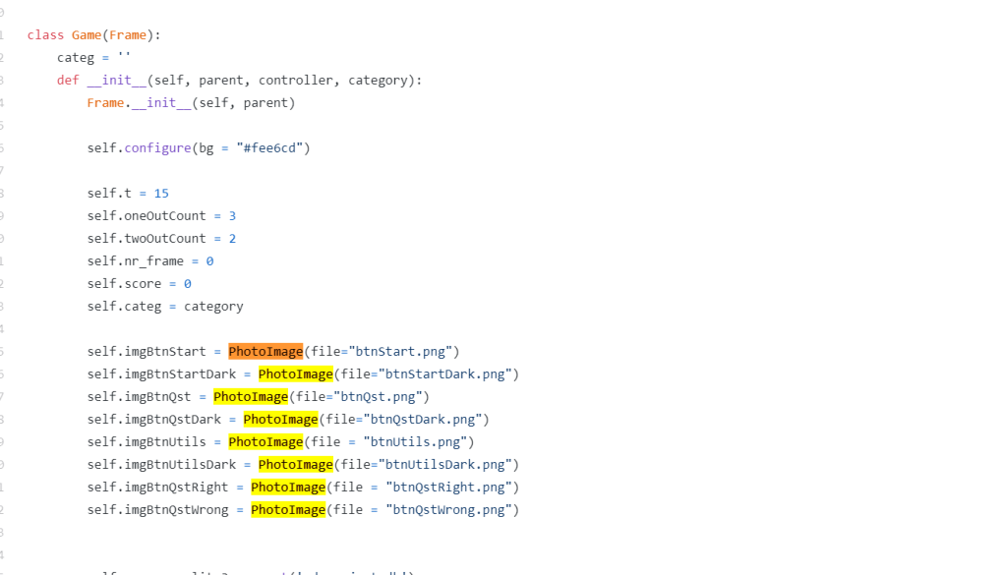 class Game(Frame):
categ = ''
def __init__(self, parent, controller, category):
Frame.__init__(self, parent)
self.configure(bg = "#fee6cd")
self.t = 15
self.oneOutCount = 3
self.twoOutCount = 2
self.nr_frame = 0
self.score = 0
self.categ = category
self.imgBtnStart = PhotoImage(file="btnStart.png")
self.imgBtnStartDark = PhotoImage(file="btnStartDark.png")
self.imgBtnQst = PhotoImage(file="btnQst.png")
self.imgBtnQstDark = PhotoImage(file="btnQstDark.png")
self.imgBtnUtils = PhotoImage(file = "btnUtils.png")
self.imgBtnUtilsDark = PhotoImage(file="btnUtilsDark.png")
self.imgBtnQstRight = PhotoImage(file = "btnQstRight.png")
self.imgBtnQstWrong = PhotoImage(file = "btnQstWrong.png")